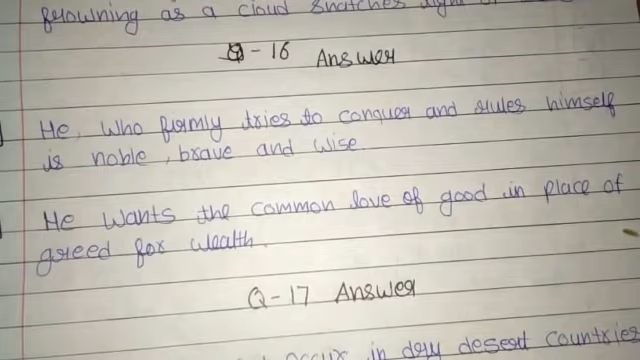 frowning as a cloud snatches
Q-16 Answer
He, who firmly tries to conquer and rules himself
is noble, brave and wise.
He wants the common love of good in place of
greed for wealth.
Q-17 Answer
occur in dry desert countries